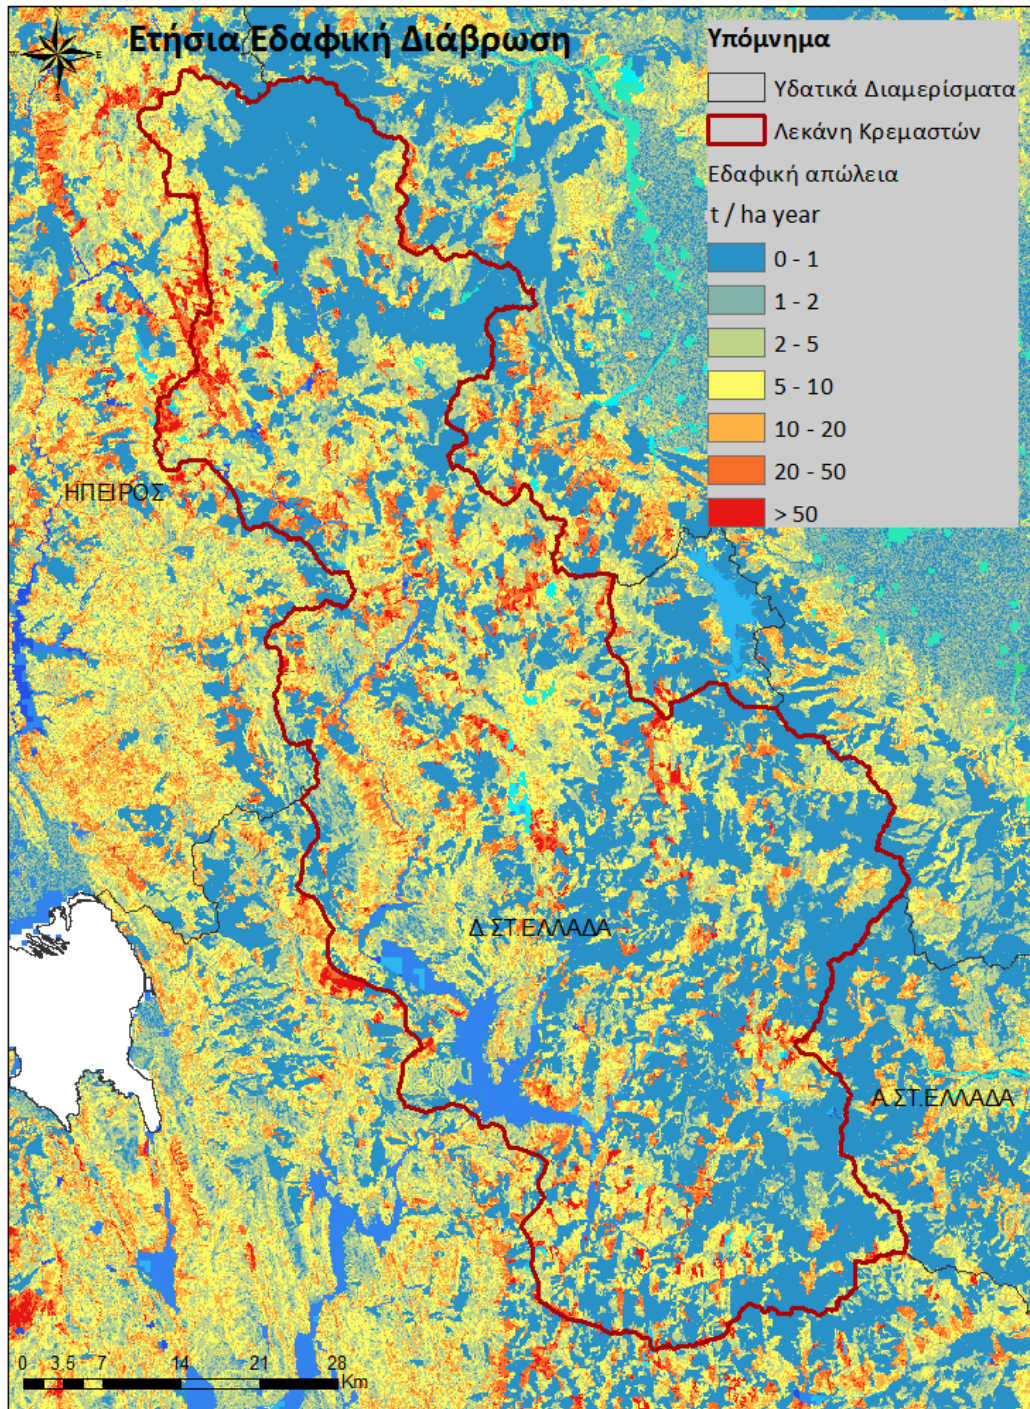 Ετήσια Εδαφική Διάβρωση
E
S
Υπόμνημα
Υδατικά Διαμερίσματα
Λεκάνη Κρεμαστών
Εδαφική απώλεια
t / ha year
0 - 1
1 - 2
2 - 5
5 - 10
10 - 20
20 - 50
> 50
ΗΠΕΙΡΟΣ
Δ.ΣΤ.ΕΛΛΑΔΑ
Α.ΣΤ.ΕΛΛΑΔΑ
0 3,5 7 14 21 28
Km